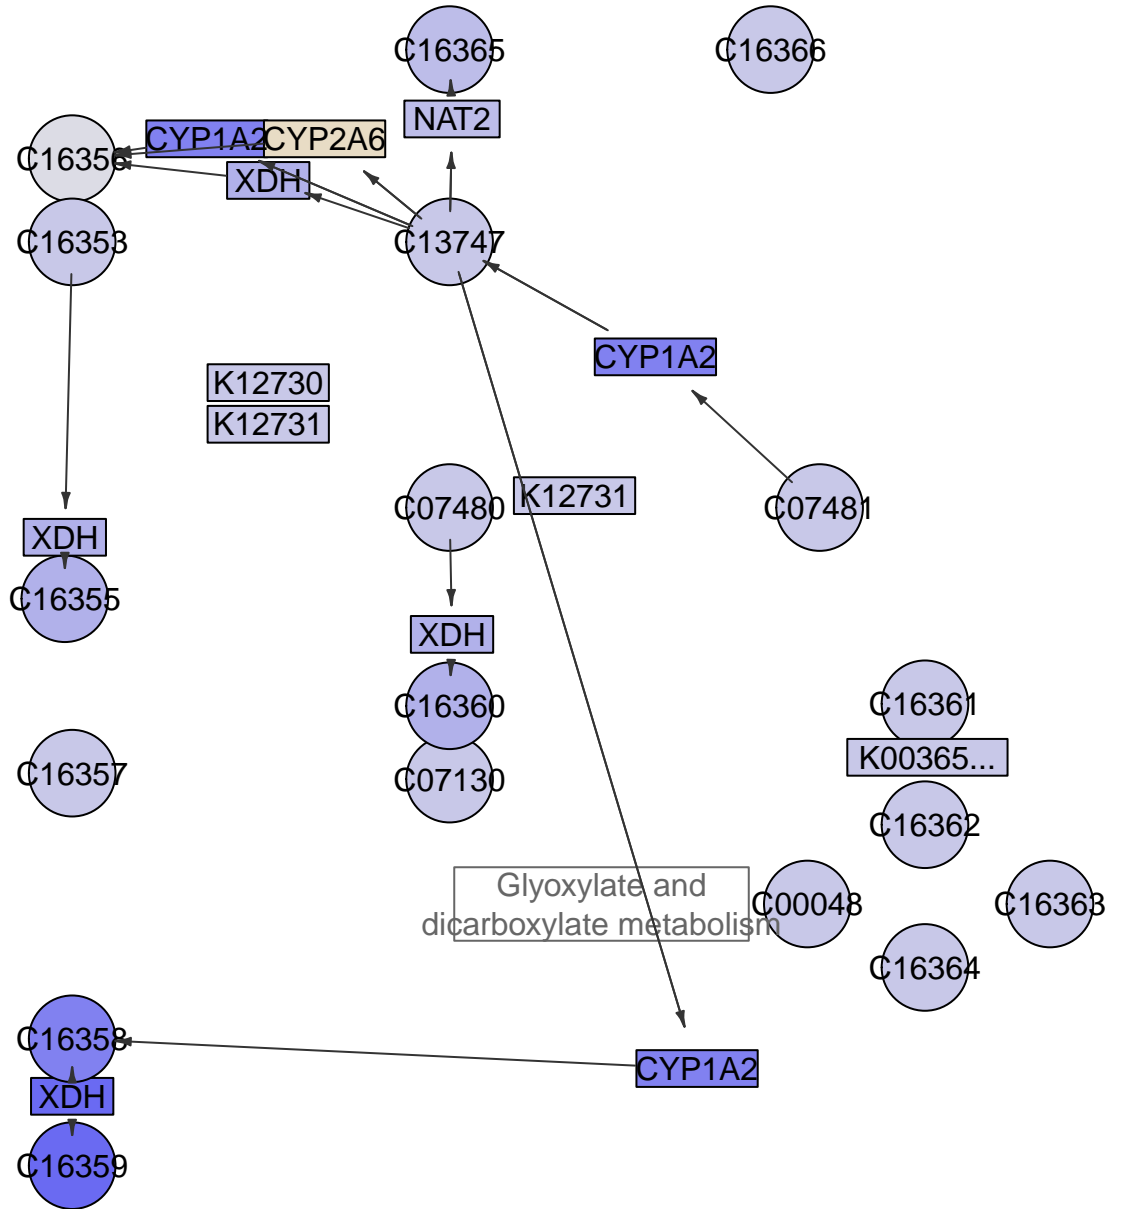 C16365
C16366
NAT2
CYP1A2
CYP2A6
C16356
XDH
C16353
C13747
CYP1A2
K12730
K12731
K12731
C07480
C07481
XDH
C16355
XDH
C16360
C16361
K00365...
C16357
C07130
C16362
Glyoxylate and
dicarboxylate metabolism
C00048
C16363
C16364
C16358
CYP1A2
XDH
C16359